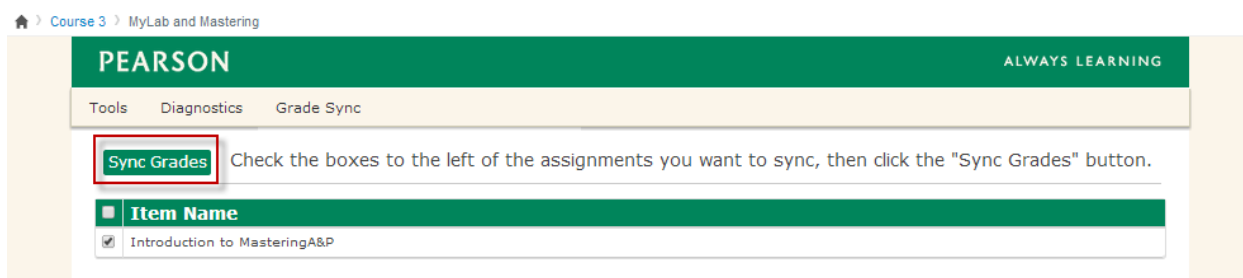 Course 3 > MyLab and Mastering
PEARSON ALWAYS LEARNING
Tools Diagnostics Grade Sync
Sync Grades Check the boxes to the left of the assignments you want to sync, then click the "Sync Grades" button.
Item Name
Introduction to MasteringA&P